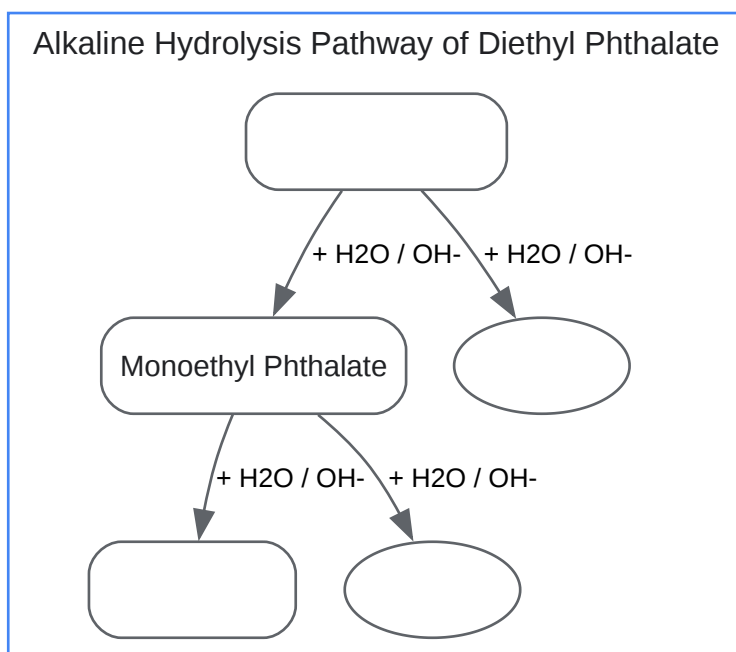 Alkaline Hydrolysis Pathway of Diethyl Phthalate
+ H2O / OH-
+ H2O / OH-
Monoethyl Phthalate
+ H2O / OH-
+ H2O / OH-